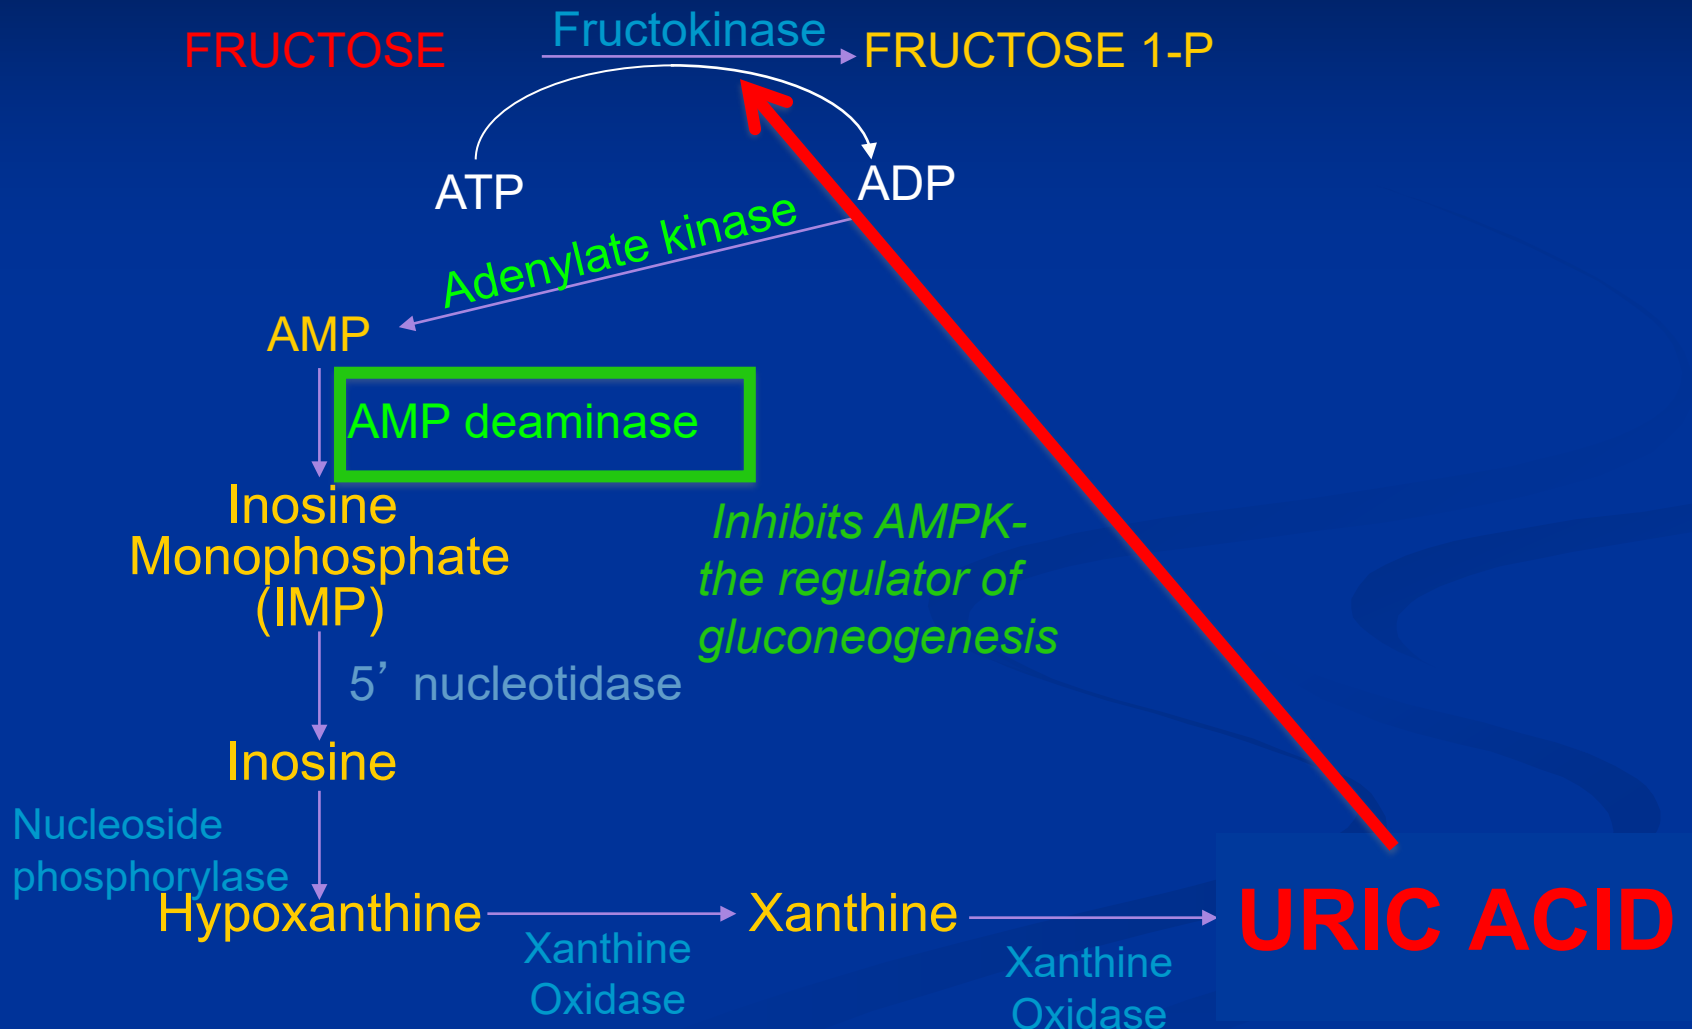 Fructokinase
FRUCTOSE
FRUCTOSE 1-P
ATP
ADP
Adenylate kinase
AMP
AMP deaminase
Inosine
Monophosphate
(IMP)
Inhibits AMPK-
the regulator of
gluconeogenesis
5’ nucleotidase
Inosine
Nucleoside
phosphorylase
Hypoxanthine
Xanthine
Oxidase
Xanthine
Xanthine
Oxidase
URIC ACID